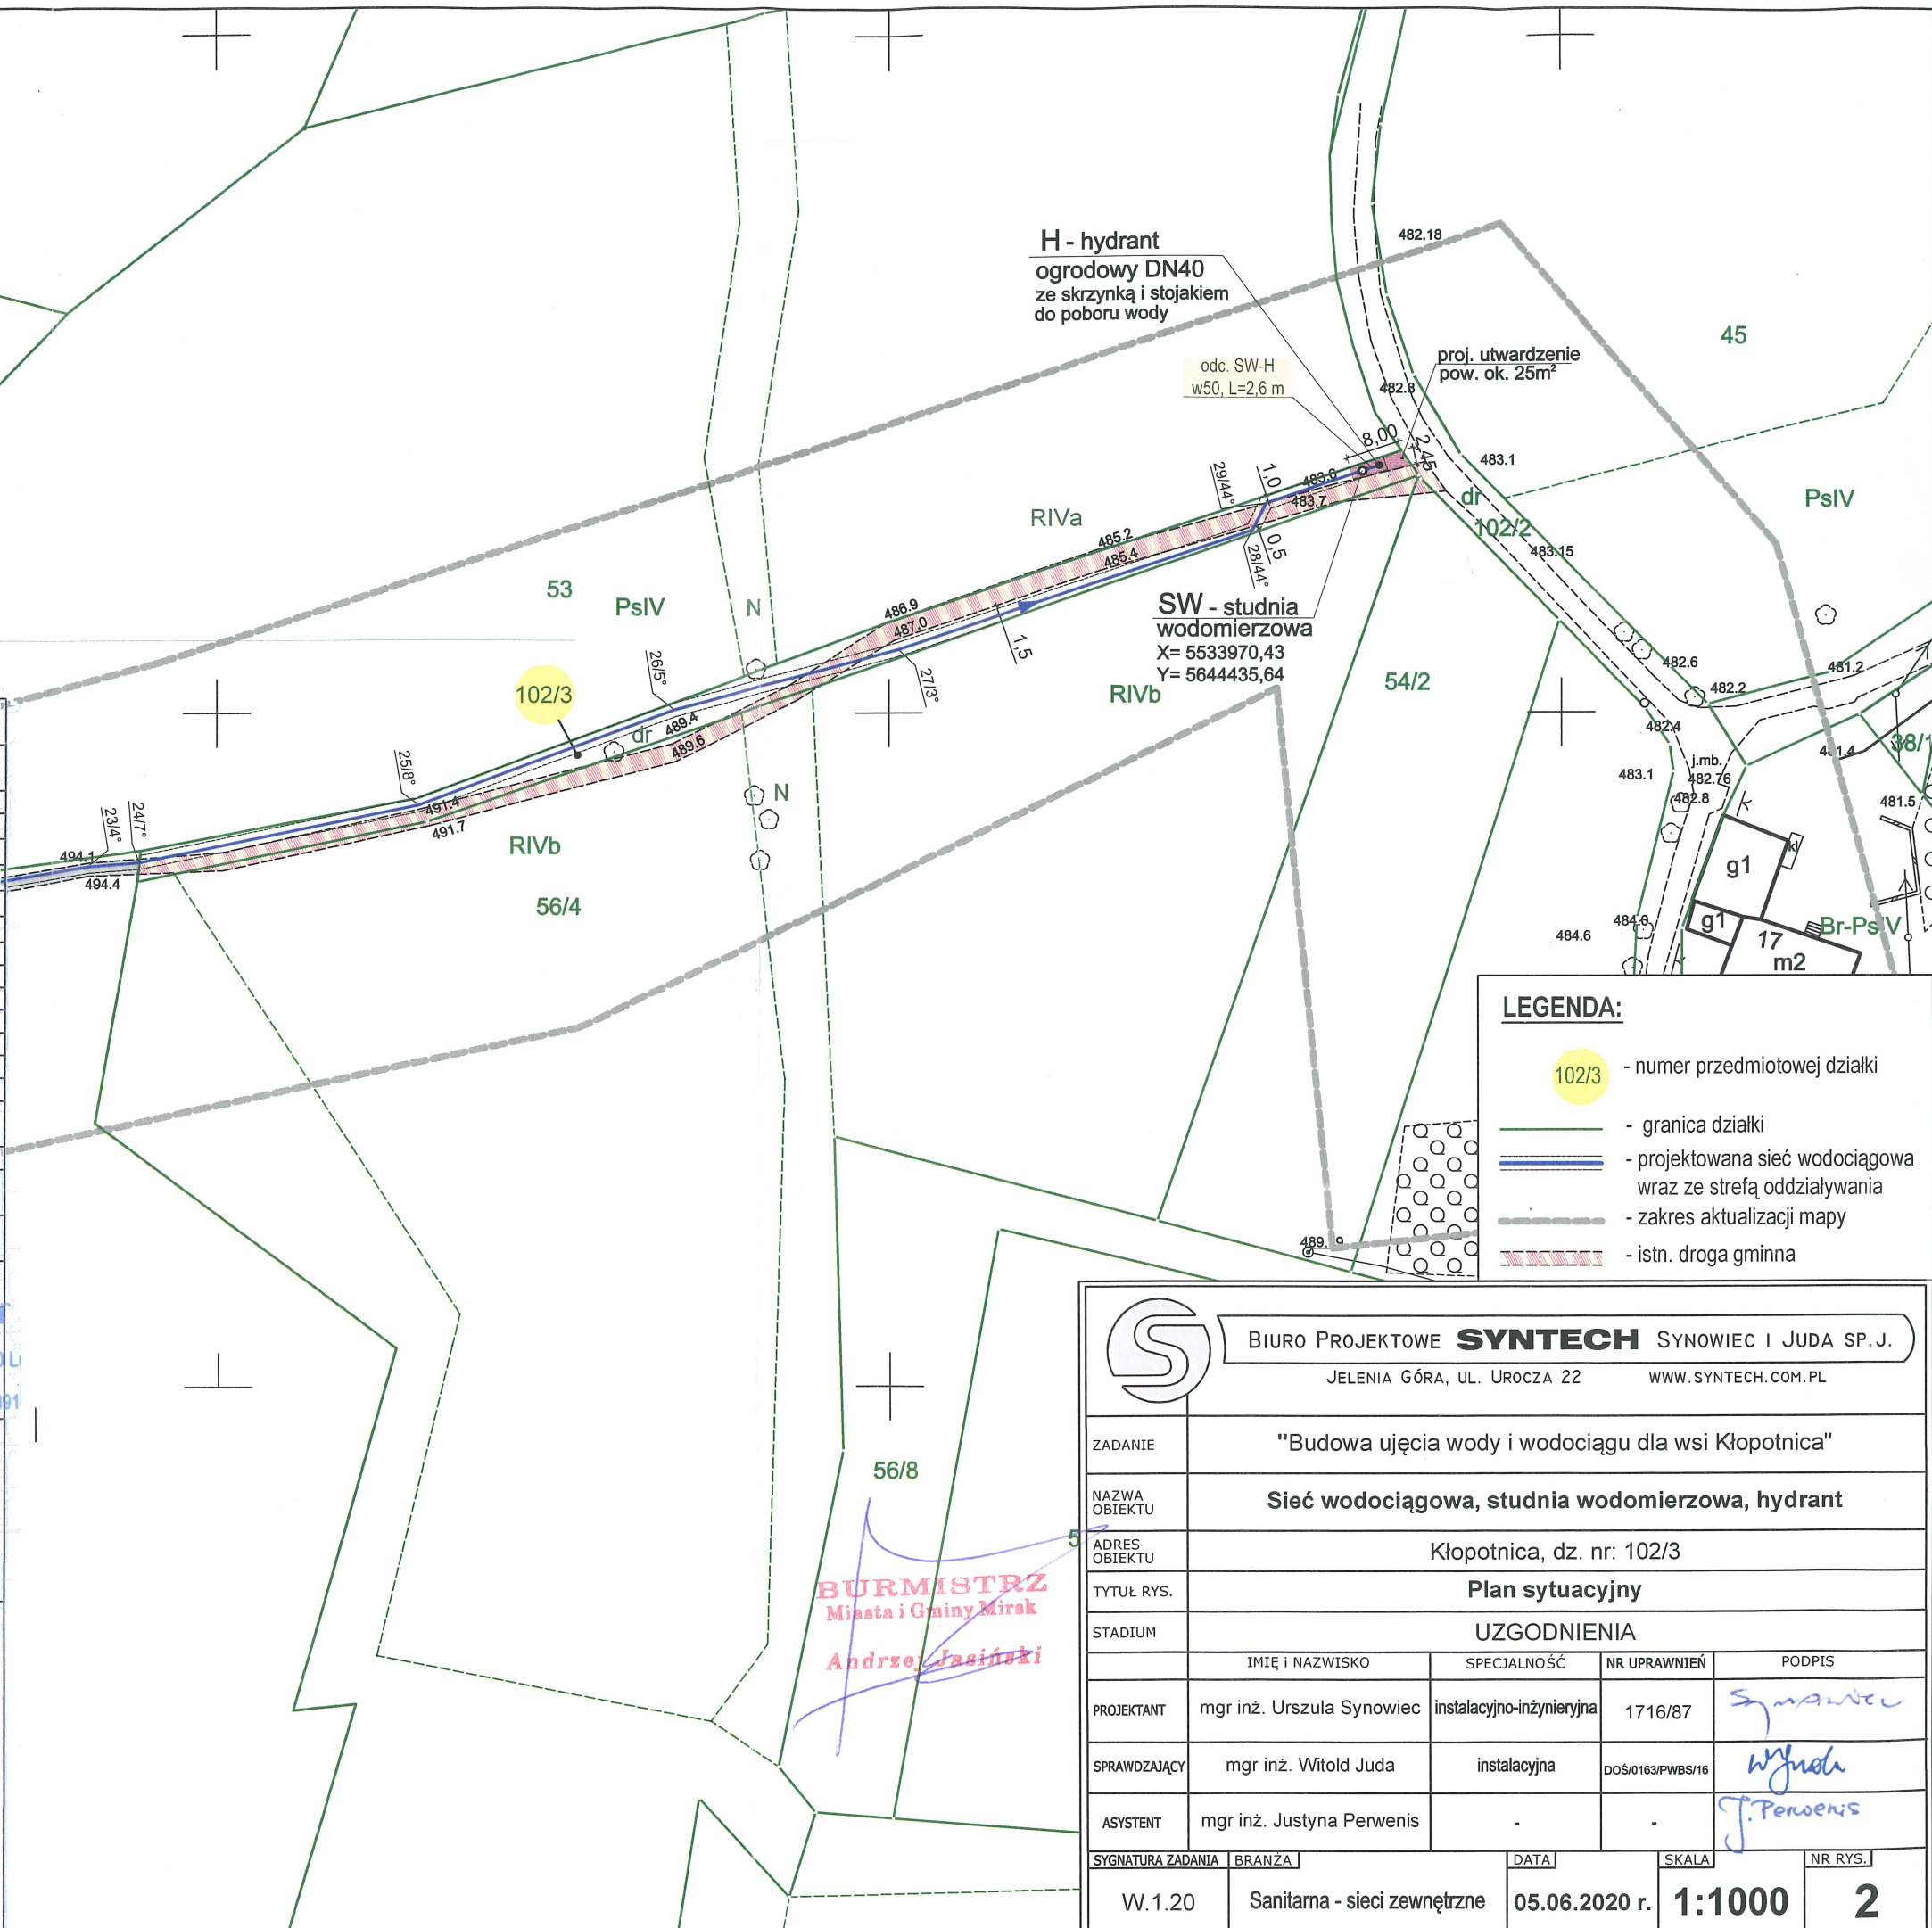 482.18
H - hydrant
ogrodowy DN40
ze skrzynką i stojakiem
do poboru wody
45
proj. utwardzenie
pow. ok. 25m²
odc. SW-H
w50, L=2,6 m
482.8
8,00
2,45
483.1
29/44°
1,0
483.6
483.7
dr
102/2
PsIV
RIVa
485.2
485.4
0,5
28/44°
483.15
53
PsIV
N
486.9
487.0
1,5
SW - studnia
wodomierzowa
X= 5533970,43
Y= 5644435,64
482.6
481.2
102/3
26/5°
27/3°
RIVb
54/2
482.2
dr
489.4
489.6
482.4
481.4
38/1
25/8°
N
483.1
j.mb.
482.76
482.8
481.5
23/4°
24/7°
491.4
491.7
RIVb
494.1
494.4
g1
kl
56/4
484.6
484.0
g1
17
m2
Br-PsIV
LEGENDA:
102/3
- numer przedmiotowej działki
- granica działki
- projektowana sieć wodociągowa
wraz ze strefą oddziaływania
- zakres aktualizacji mapy
- istn. droga gminna
BIURO PROJEKTOWE SYNTECH SYNOWIEC I JUDA SP.J.
JELENIA GÓRA, UL. UROCZA 22 WWW.SYNTECH.COM.PL
ZADANIE
"Budowa ujęcia wody i wodociągu dla wsi Kłopotnica"
56/8
NAZWA
OBIEKTU
Sieć wodociągowa, studnia wodomierzowa, hydrant
5
ADRES
OBIEKTU
Kłopotnica, dz. nr: 102/3
BURMISTRZ
Miasta i Gminy Mirsk
Andrzej Jasiński
TYTUŁ RYS.
Plan sytuacyjny
STADIUM
UZGODNIENIA
IMIĘ i NAZWISKO SPECJALNOŚĆ NR UPRAWNIEŃ PODPIS
PROJEKTANT mgr inż. Urszula Synowiec instalacyjno-inżynieryjna 1716/87 Synowiec
SPRAWDZAJĄCY mgr inż. Witold Juda instalacyjna DOŚ/0163/PWBS/16 WJuda
ASYSTENT mgr inż. Justyna Perwenis - - J. Perwenis
SYGNATURA ZADANIA BRANŻA DATA SKALA NR RYS.
W.1.20 Sanitarna - sieci zewnętrzne 05.06.2020 r. 1:1000 2